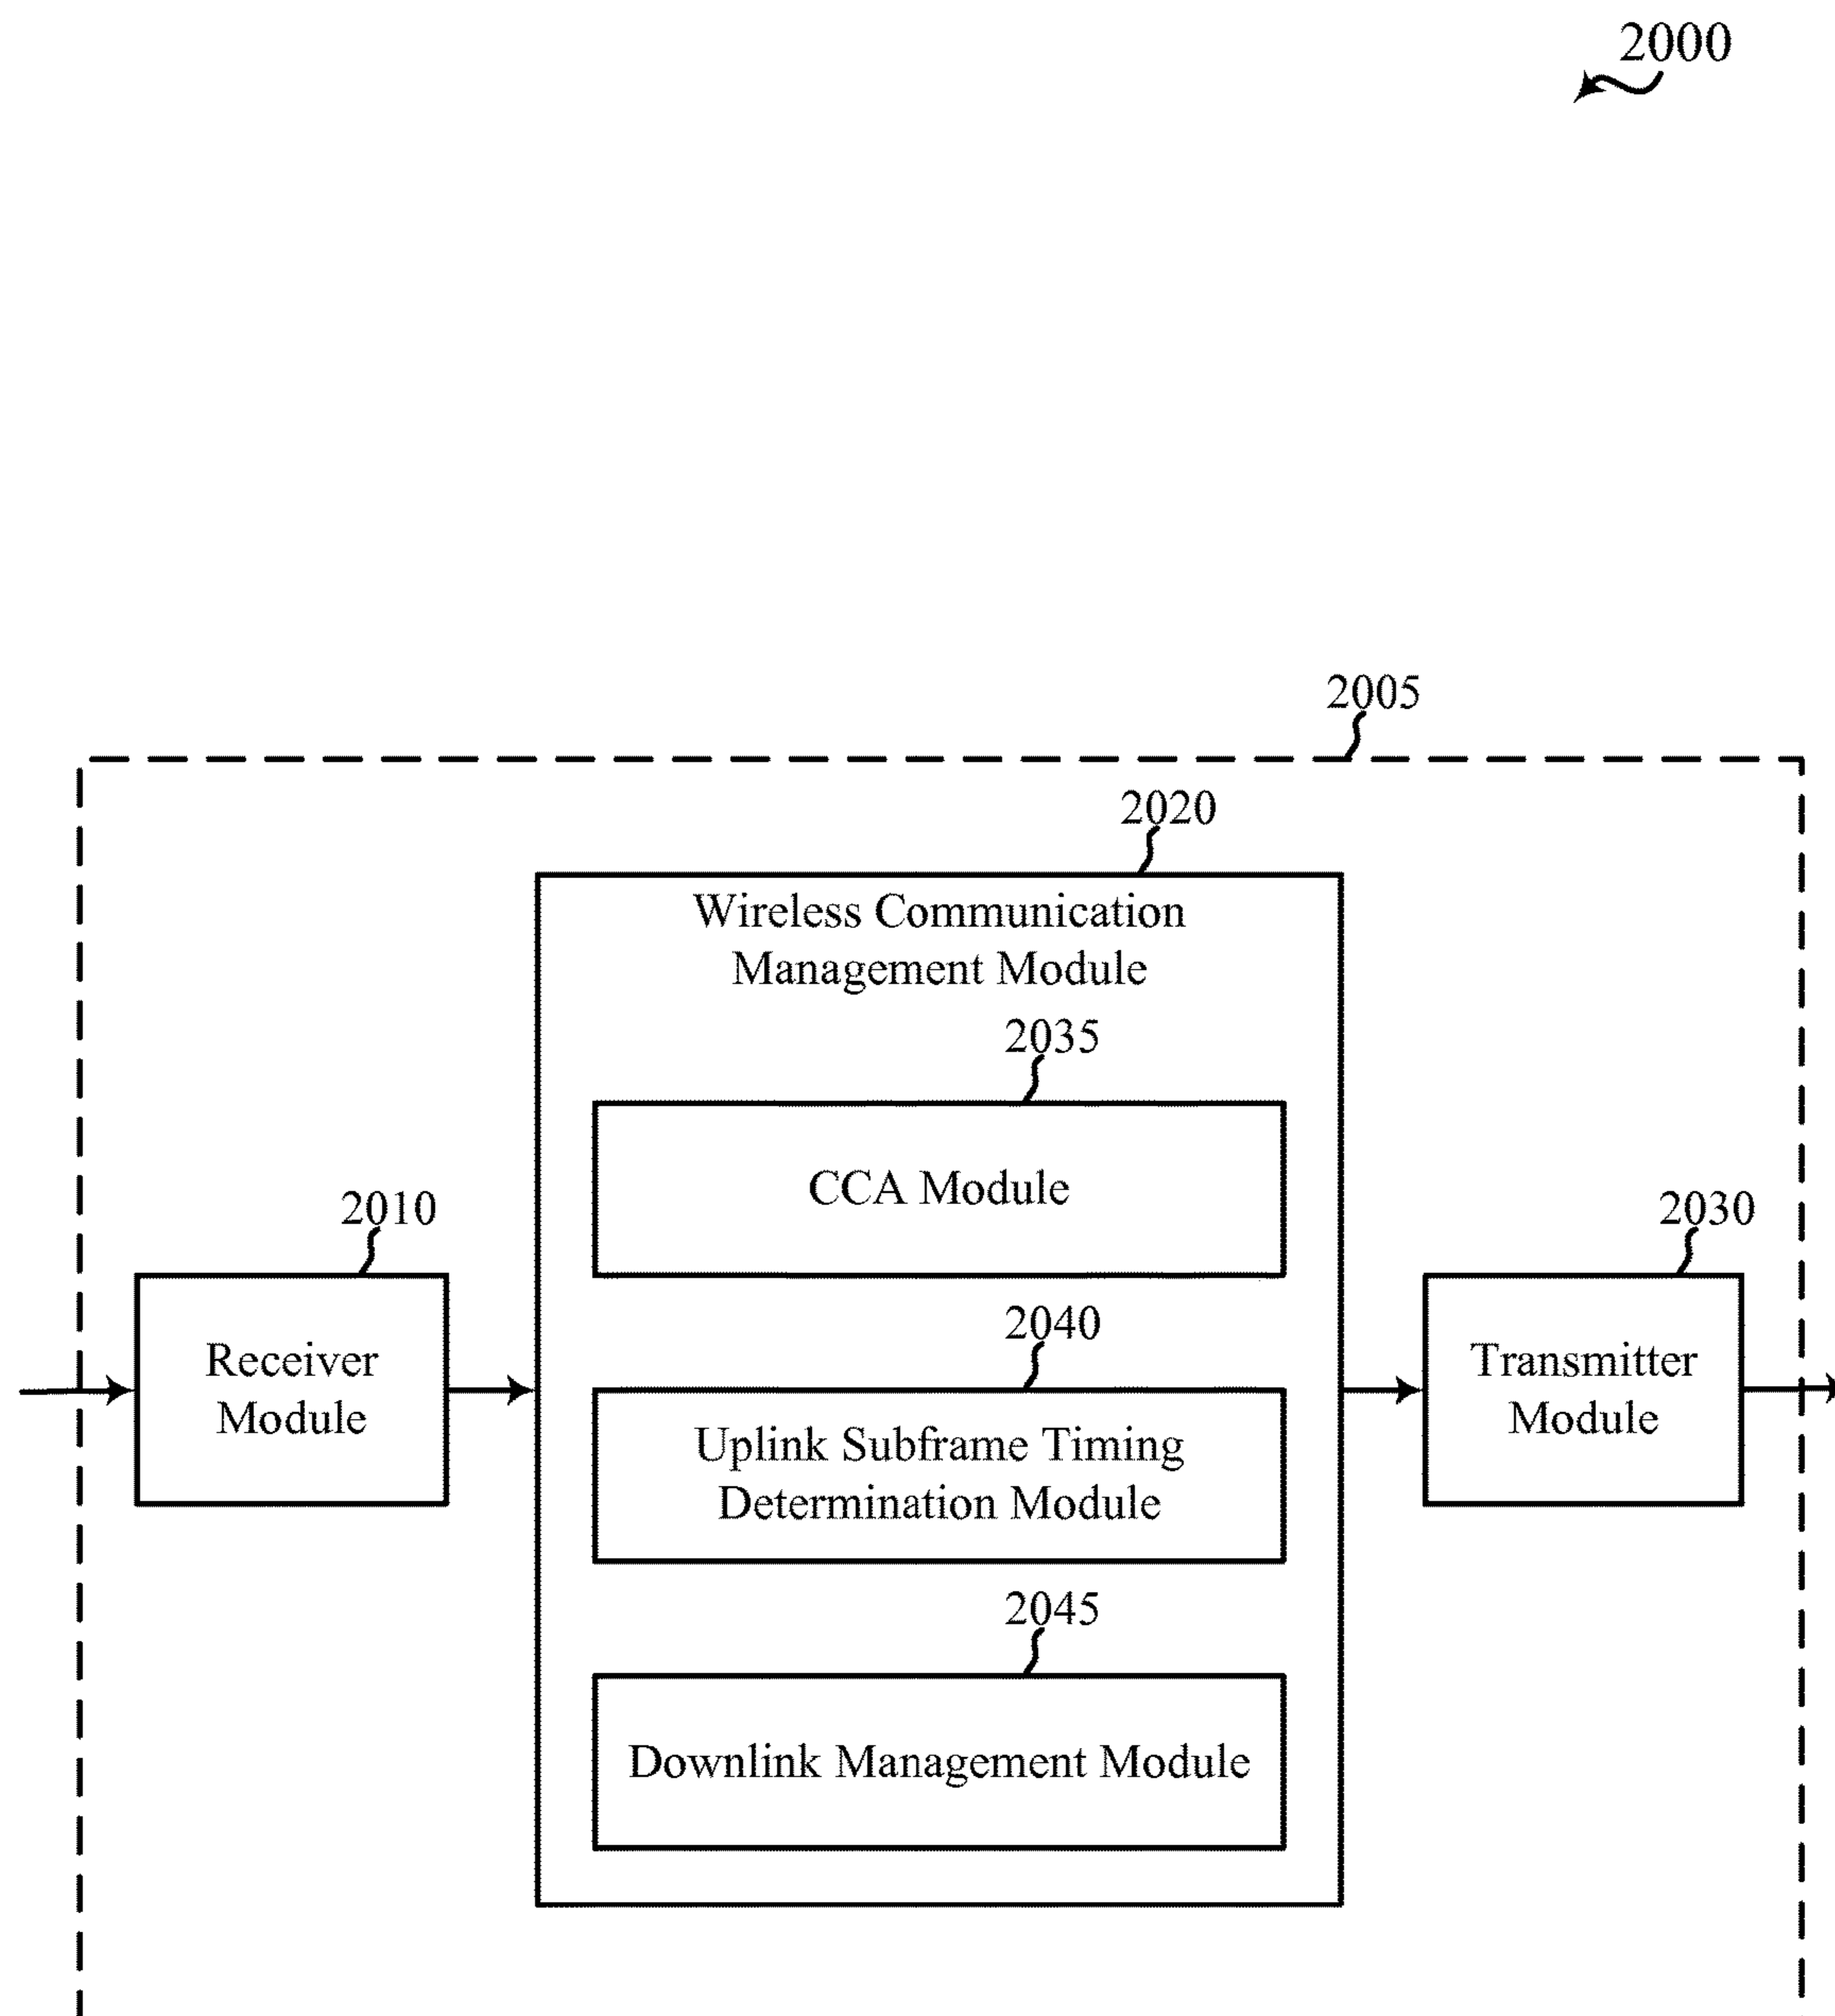 2000
2005
2020
Wireless Communication
Management Module
2035
CCA Module
2010
Receiver
Module
2040
Uplink Subframe Timing
Determination Module
2045
Downlink Management Module
2030
Transmitter
Module